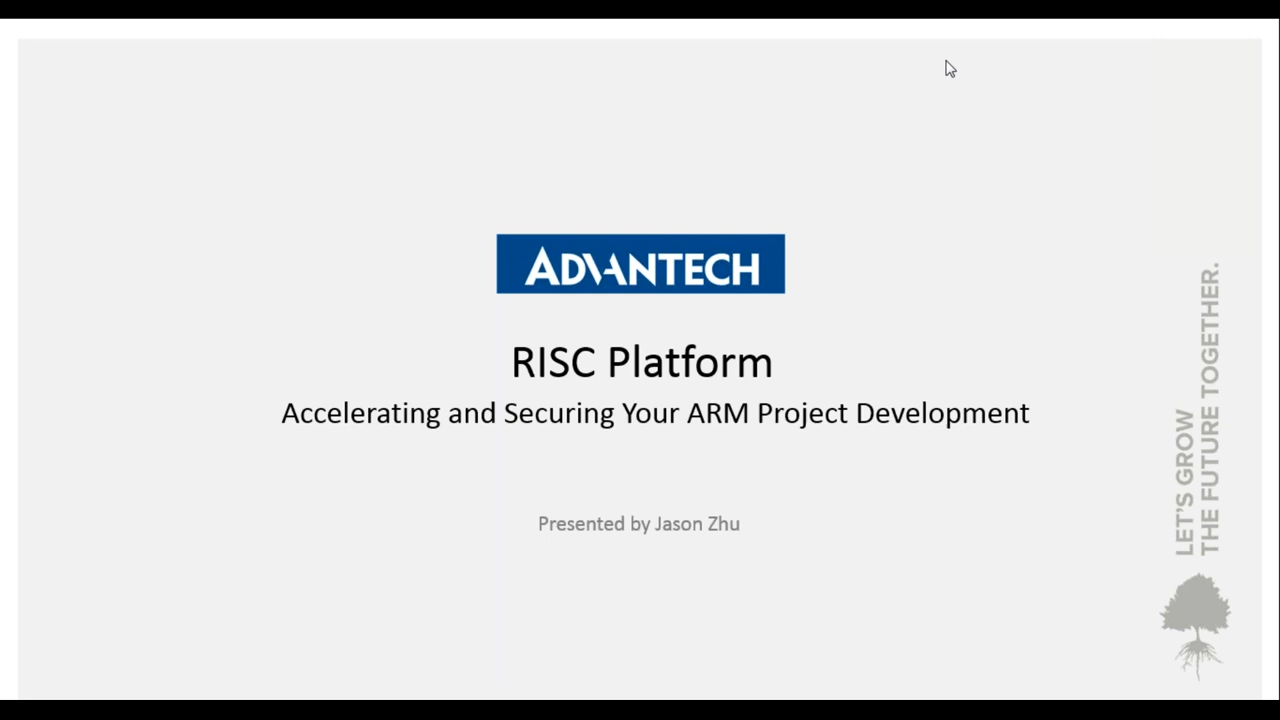 ADVANTECH
RISC Platform
Accelerating and Securing Your ARM Project Development
Presented by Jason Zhu
LET'S GROW
THE FUTURE TOGETHER.